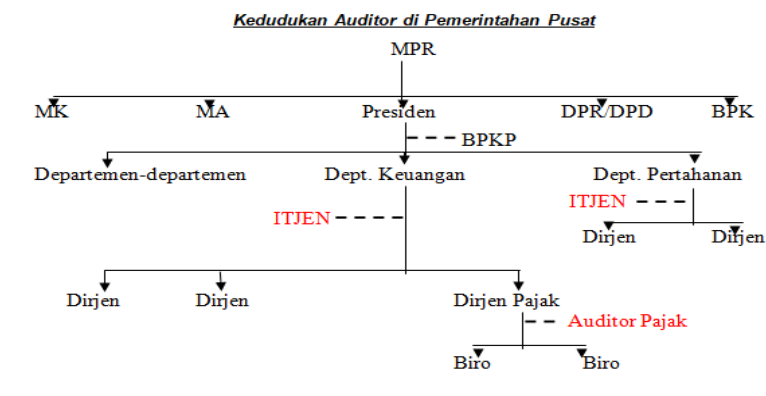 Kedudukan Auditor di Pemerintahan Pusat
MPR
MK MA Presiden DPR/DPD BPK
BPKP
Departemen-departemen Dept. Keuangan Dept. Pertahanan
ITJEN
ITJEN
Dirjen Dirjen
Dirjen Dirjen Dirjen Pajak
Auditor Pajak
Biro Biro